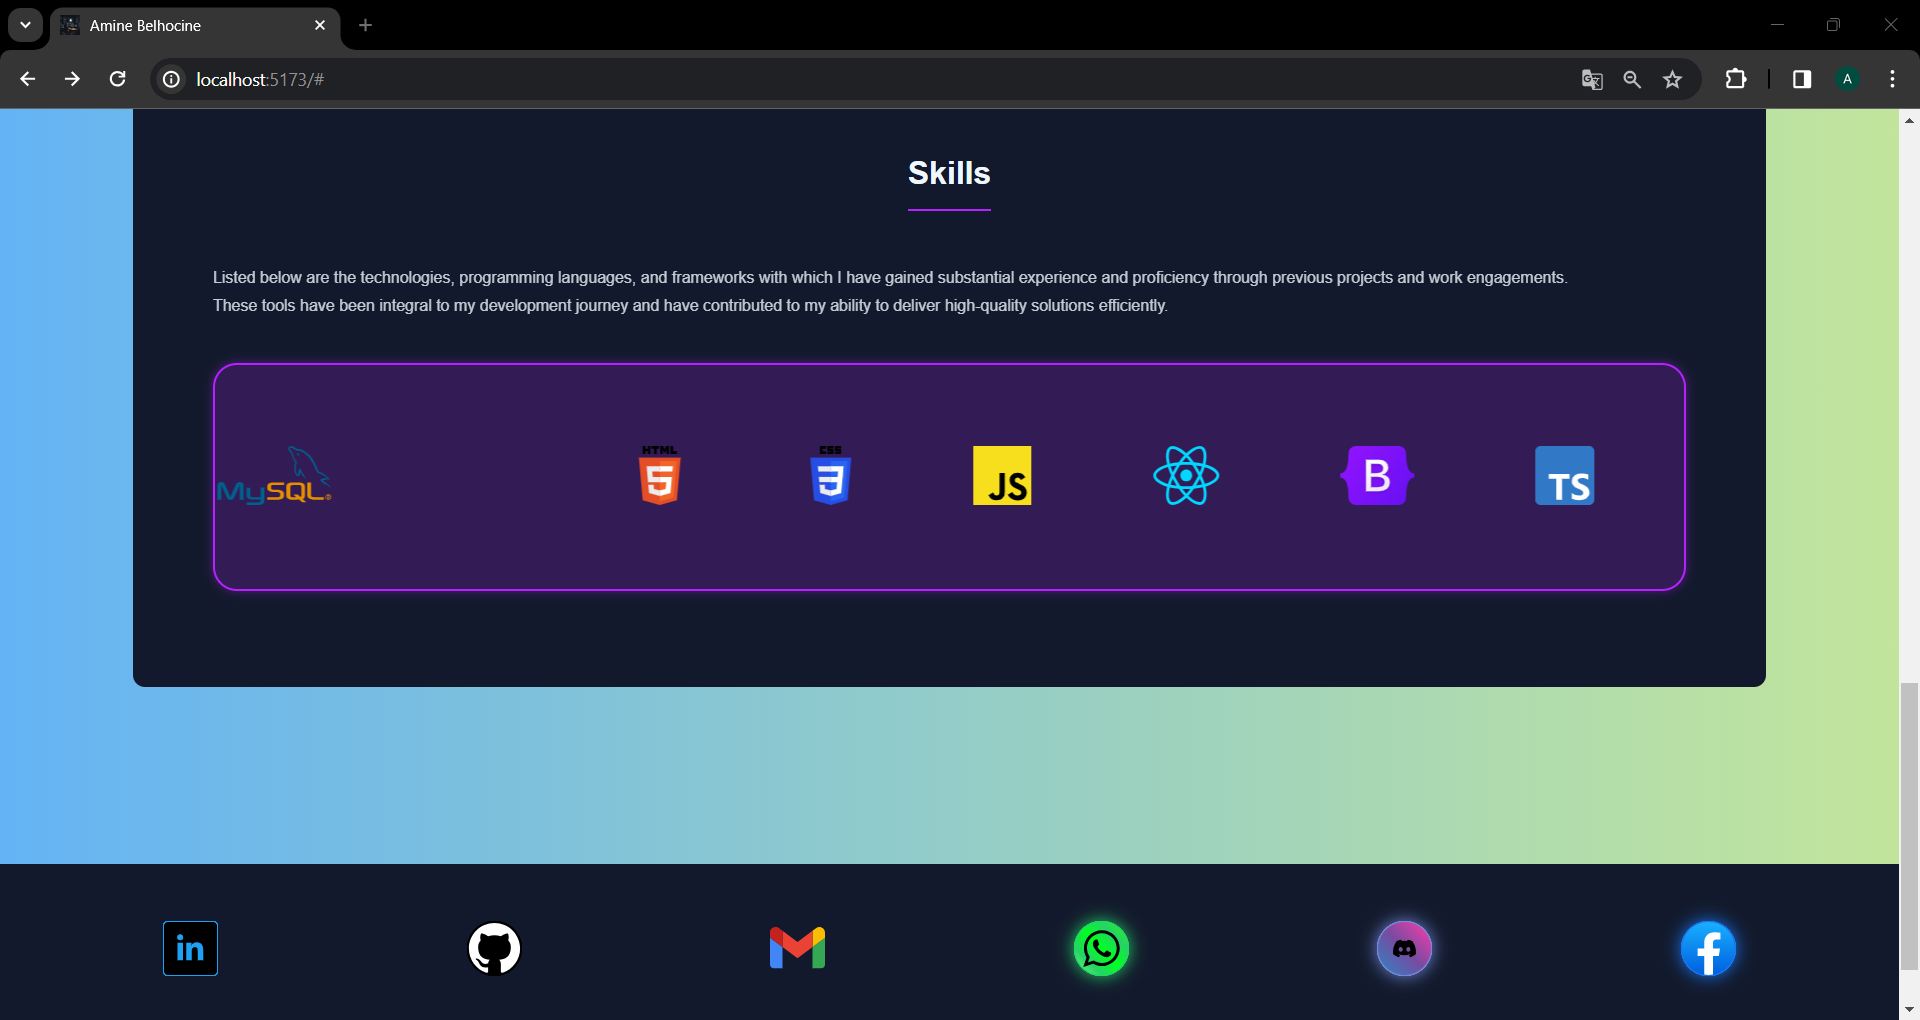 Amine Belhocine
localhost:5173/#
A
Skills
Listed below are the technologies, programming languages, and frameworks with which I have gained substantial experience and proficiency through previous projects and work engagements.
These tools have been integral to my development journey and have contributed to my ability to deliver high-quality solutions efficiently.
MySQL®
HTML
5
CSS
3
JS
B
TS
in
f